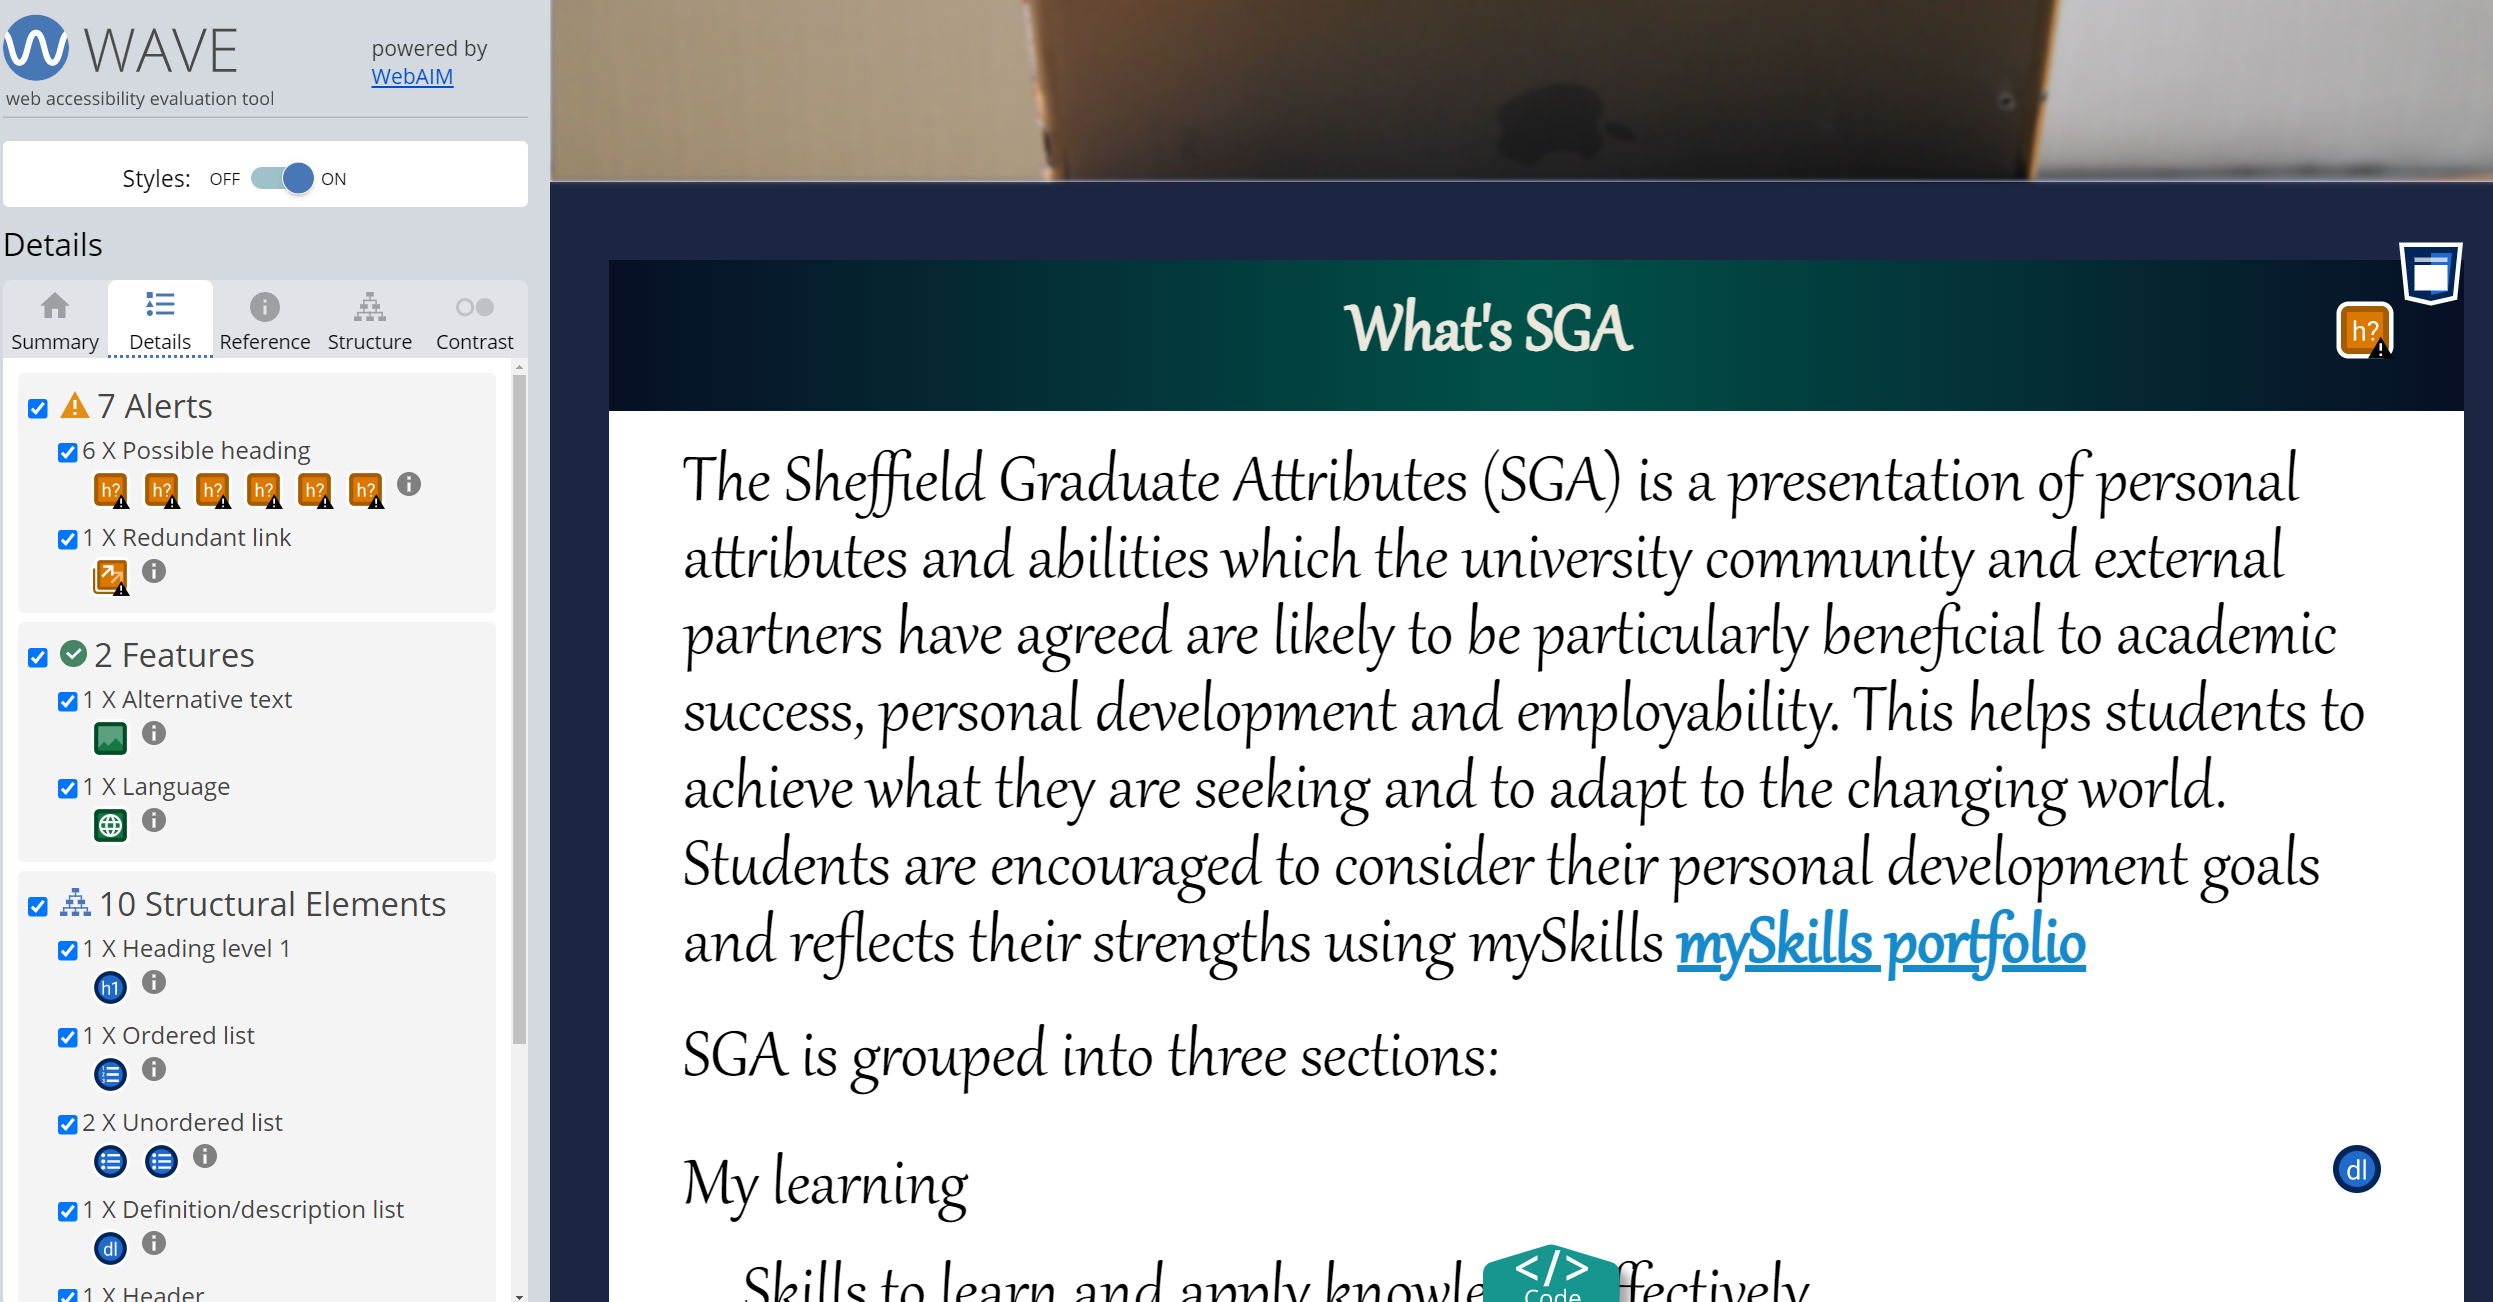 WAVE
powered by
WebAIM
web accessibility evaluation tool
Styles: OFF ON
Details
Summary Details Reference Structure Contrast
7 Alerts
6 X Possible heading
h? h? h? h? h? h?
1 X Redundant link
2 Features
1 X Alternative text
1 X Language
10 Structural Elements
1 X Heading level 1
h1
1 X Ordered list
2 X Unordered list
1 X Definition/description list
dl
1 X Header
What's SGA
h?
The Sheffield Graduate Attributes (SGA) is a presentation of personal
attributes and abilities which the university community and external
partners have agreed are likely to be particularly beneficial to academic
success, personal development and employability. This helps students to
achieve what they are seeking and to adapt to the changing world.
Students are encouraged to consider their personal development goals
and reflects their strengths using mySkills mySkills portfolio
SGA is grouped into three sections:
My learning
dl
Skills to learn and apply knowle ffectively
</> Code